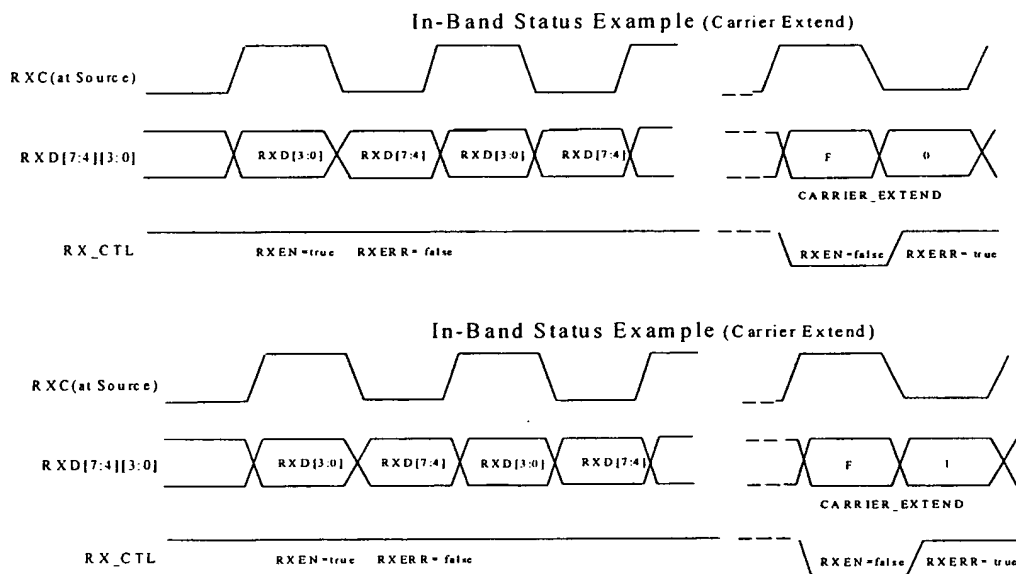 In-Band Status Example (Carrier Extend)
RXC(at Source)
RXD[7:4][3:0]
RXD[3:0] RXD[7:4] RXD[3:0] RXD[7:4] F 0
CARRIER_EXTEND
RX_CTL
RXEN=true RXERR=false RXEN=false RXERR=true
In-Band Status Example (Carrier Extend)
RXC(at Source)
RXD[7:4][3:0]
RXD[3:0] RXD[7:4] RXD[3:0] RXD[7:4] F 1
CARRIER_EXTEND
RX_CTL
RXEN=true RXERR=false RXEN=false RXERR=true